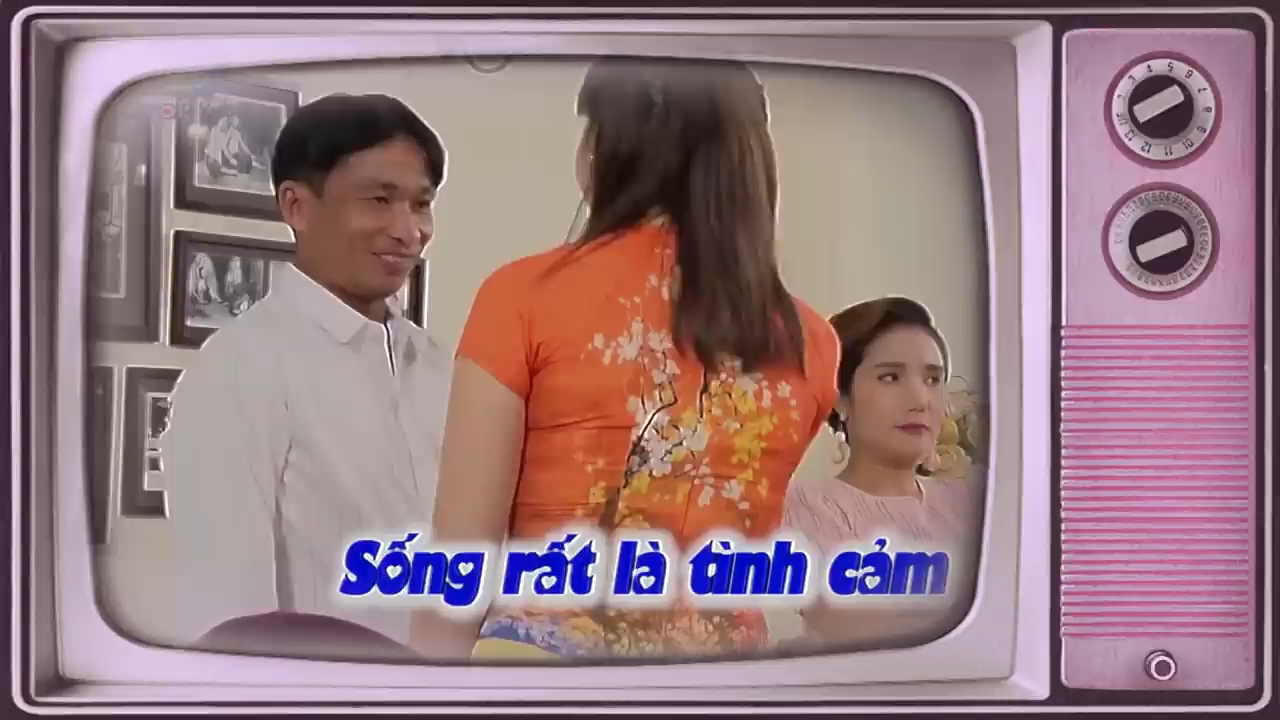 Sống rất là tình cảm